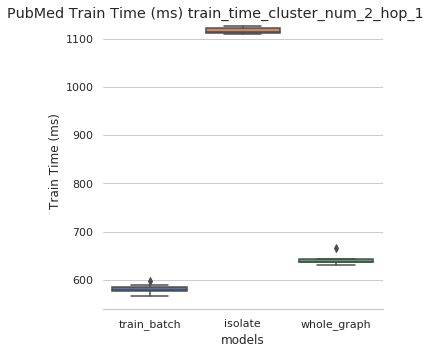 PubMed Train Time (ms) train_time_cluster_num_2_hop_1
1100
1000
900
800
700
600
Train Time (ms)
train_batch isolate whole_graph
models